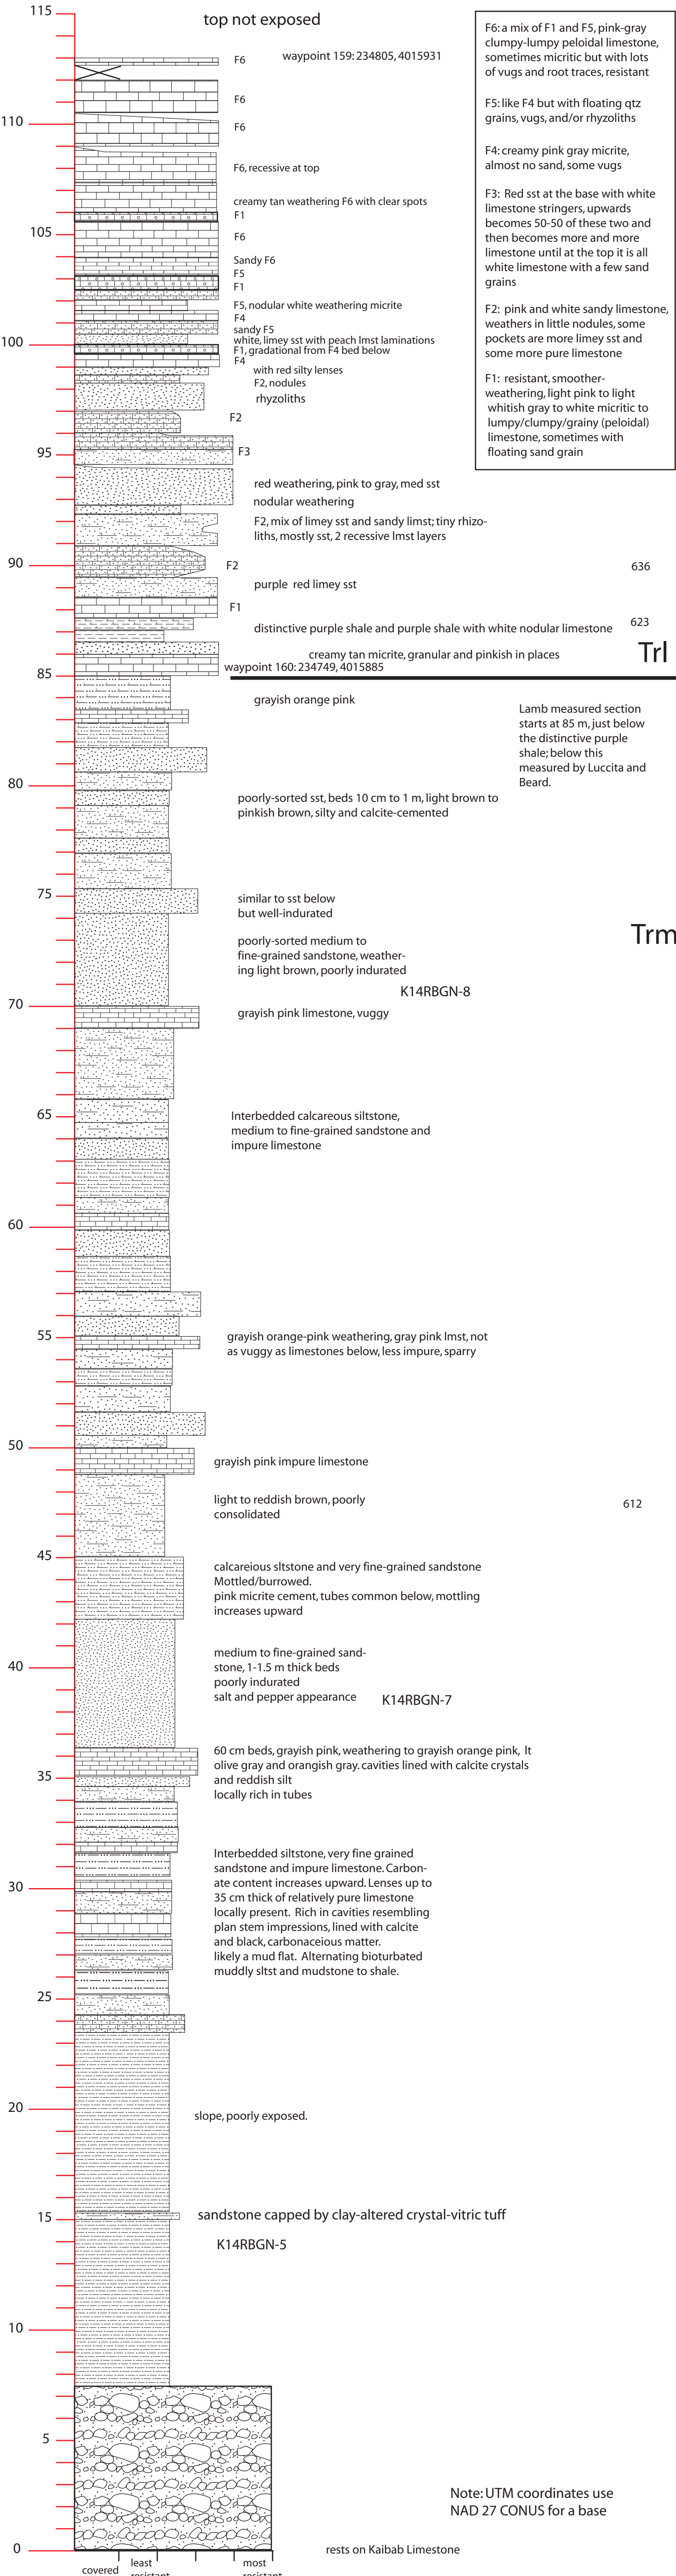 115
top not exposed
F6
waypoint 159: 234805, 4015931
F6
110
F6
F6, recessive at top
creamy tan weathering F6 with clear spots
F1
105
F6
Sandy F6
F5
F1
F5, nodular white weathering micrite
F4
sandy F5
white, limey sst with peach lmst laminations
100
F1, gradational from F4 bed below
F4
with red silty lenses
F2, nodules
rhyzoliths
F2
95
F3
red weathering, pink to gray, med sst
nodular weathering
F2, mix of limey sst and sandy limst; tiny rhizo-
liths, mostly sst, 2 recessive lmst layers
90
F2
636
purple red limey sst
F1
623
distinctive purple shale and purple shale with white nodular limestone
Trl
creamy tan micrite, granular and pinkish in places
waypoint 160: 234749, 4015885
85
F6: a mix of F1 and F5, pink-gray
clumpy-lumpy peloidal limestone,
sometimes micritic but with lots
of vugs and root traces, resistant
F5: like F4 but with floating qtz
grains, vugs, and/or rhyzoliths
F4: creamy pink gray micrite,
almost no sand, some vugs
F3: Red sst at the base with white
limestone stringers, upwards
becomes 50-50 of these two and
then becomes more and more
limestone until at the top it is all
white limestone with a few sand
grains
F2: pink and white sandy limestone,
weathers in little nodules, some
pockets are more limey sst and
some more pure limestone
F1: resistant, smoother-
weathering, light pink to light
whitish gray to white micritic to
lumpy/clumpy/grainy (peloidal)
limestone, sometimes with
floating sand grain
grayish orange pink
Lamb measured section
starts at 85 m, just below
the distinctive purple
shale; below this
measured by Luccita and
Beard.
80
poorly-sorted sst, beds 10 cm to 1 m, light brown to
pinkish brown, silty and calcite-cemented
75
similar to sst below
but well-indurated
Trm
poorly-sorted medium to
fine-grained sandstone, weather-
ing light brown, poorly indurated
K14RBGN-8
70
grayish pink limestone, vuggy
65
Interbedded calcareous siltstone,
medium to fine-grained sandstone and
impure limestone
60
55
grayish orange-pink weathering, gray pink lmst, not
as vuggy as limestones below, less impure, sparry
50
grayish pink impure limestone
light to reddish brown, poorly
consolidated
612
45
calcareious sltstone and very fine-grained sandstone
Mottled/burrowed.
pink micrite cement, tubes common below, mottling
increases upward
40
medium to fine-grained sand-
stone, 1-1.5 m thick beds
poorly indurated
salt and pepper appearance
K14RBGN-7
35
60 cm beds, grayish pink, weathering to grayish orange pink, lt
olive gray and orangish gray. cavities lined with calcite crystals
and reddish silt
locally rich in tubes
30
Interbedded siltstone, very fine grained
sandstone and impure limestone. Carbon-
ate content increases upward. Lenses up to
35 cm thick of relatively pure limestone
locally present. Rich in cavities resembling
plan stem impressions, lined with calcite
and black, carbonaceious matter.
likely a mud flat. Alternating bioturbated
muddly sltst and mudstone to shale.
25
20
slope, poorly exposed.
15
sandstone capped by clay-altered crystal-vitric tuff
K14RBGN-5
10
5
Note: UTM coordinates use
NAD 27 CONUS for a base
0
rests on Kaibab Limestone
covered
least
resistant
most
resistant